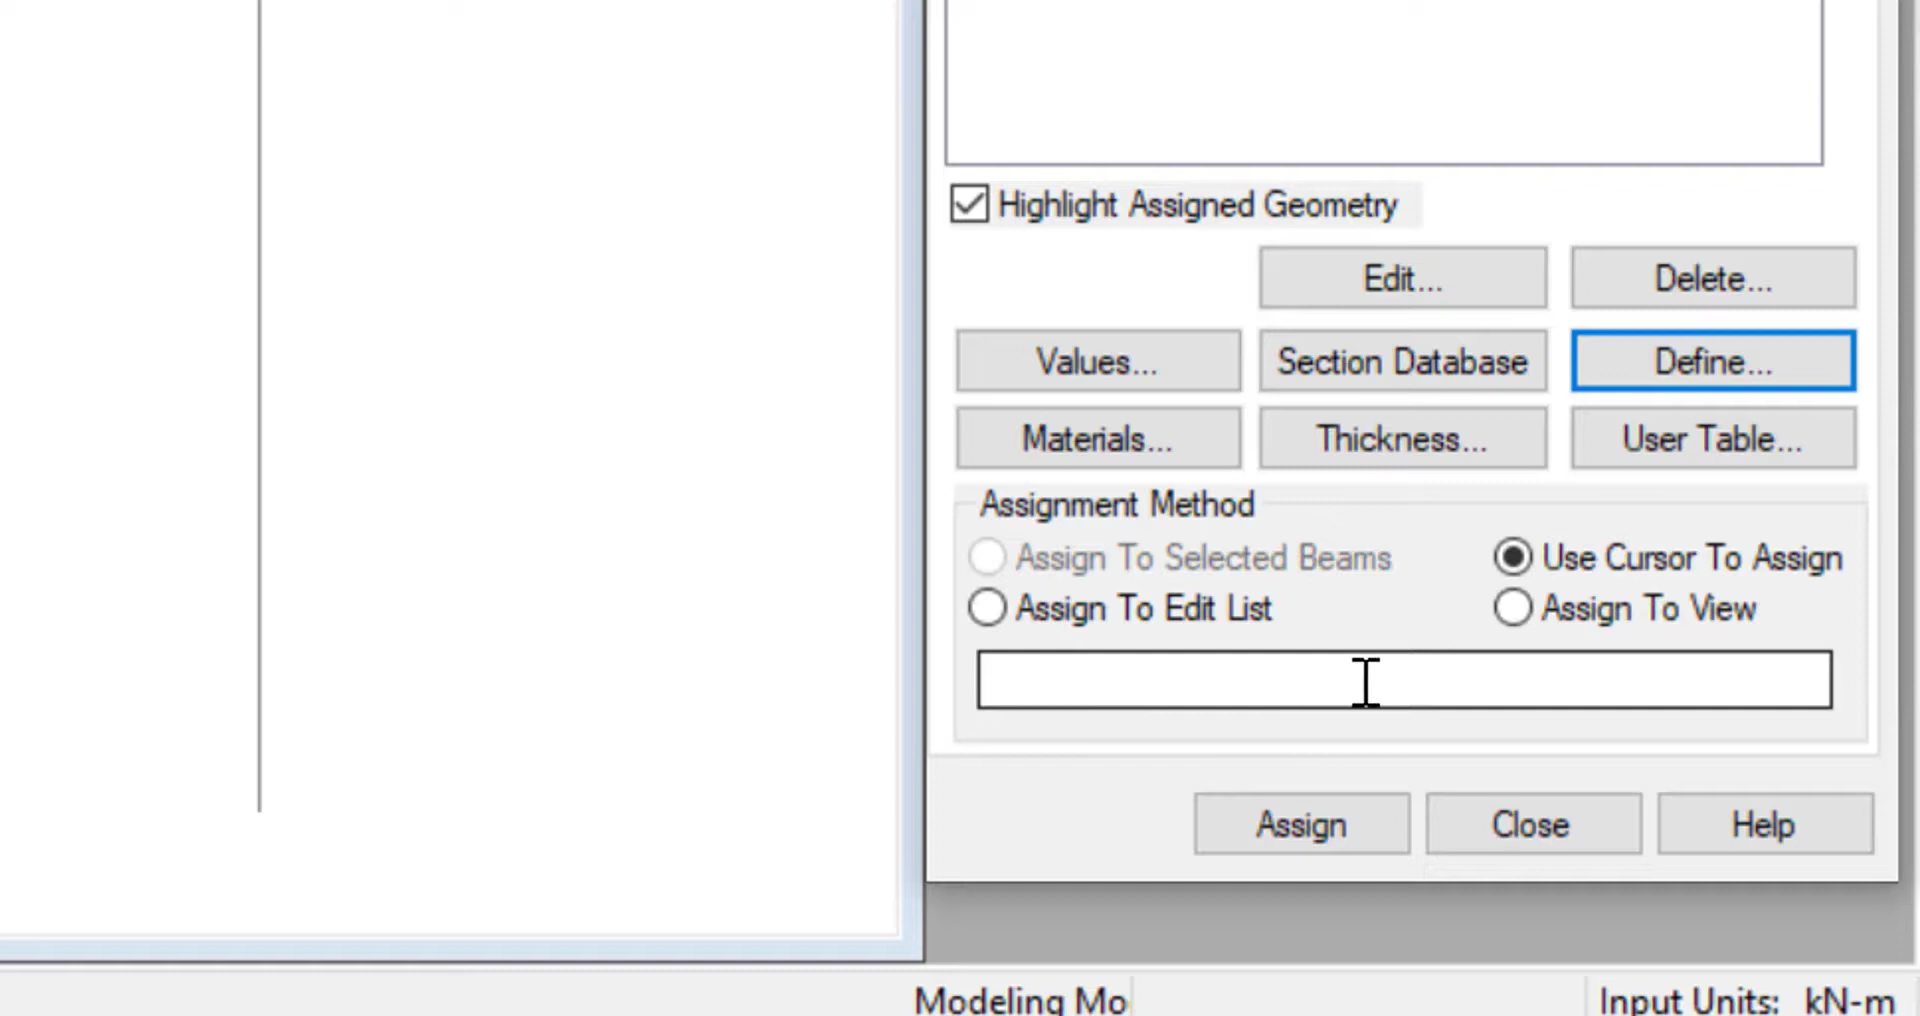 Highlight Assigned Geometry
Edit... Delete...
Values... Section Database Define...
Materials... Thickness... User Table...
Assignment Method
Assign To Selected Beams Use Cursor To Assign
Assign To Edit List Assign To View
Assign Close Help
Modeling Mo Input Units: kN-m